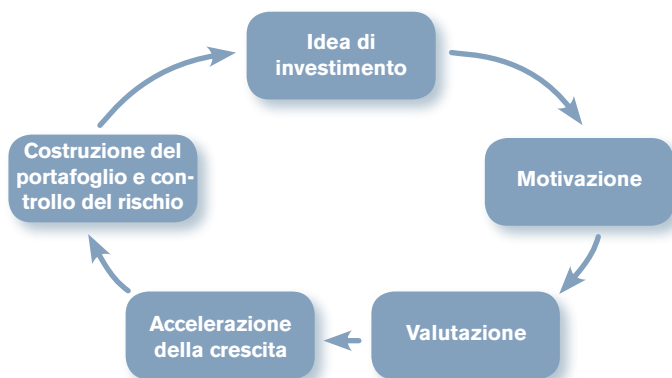 Idea di
investimento
Motivazione
Valutazione
Accelerazione
della crescita
Costruzione del
portafoglio e con-
trollo del rischio